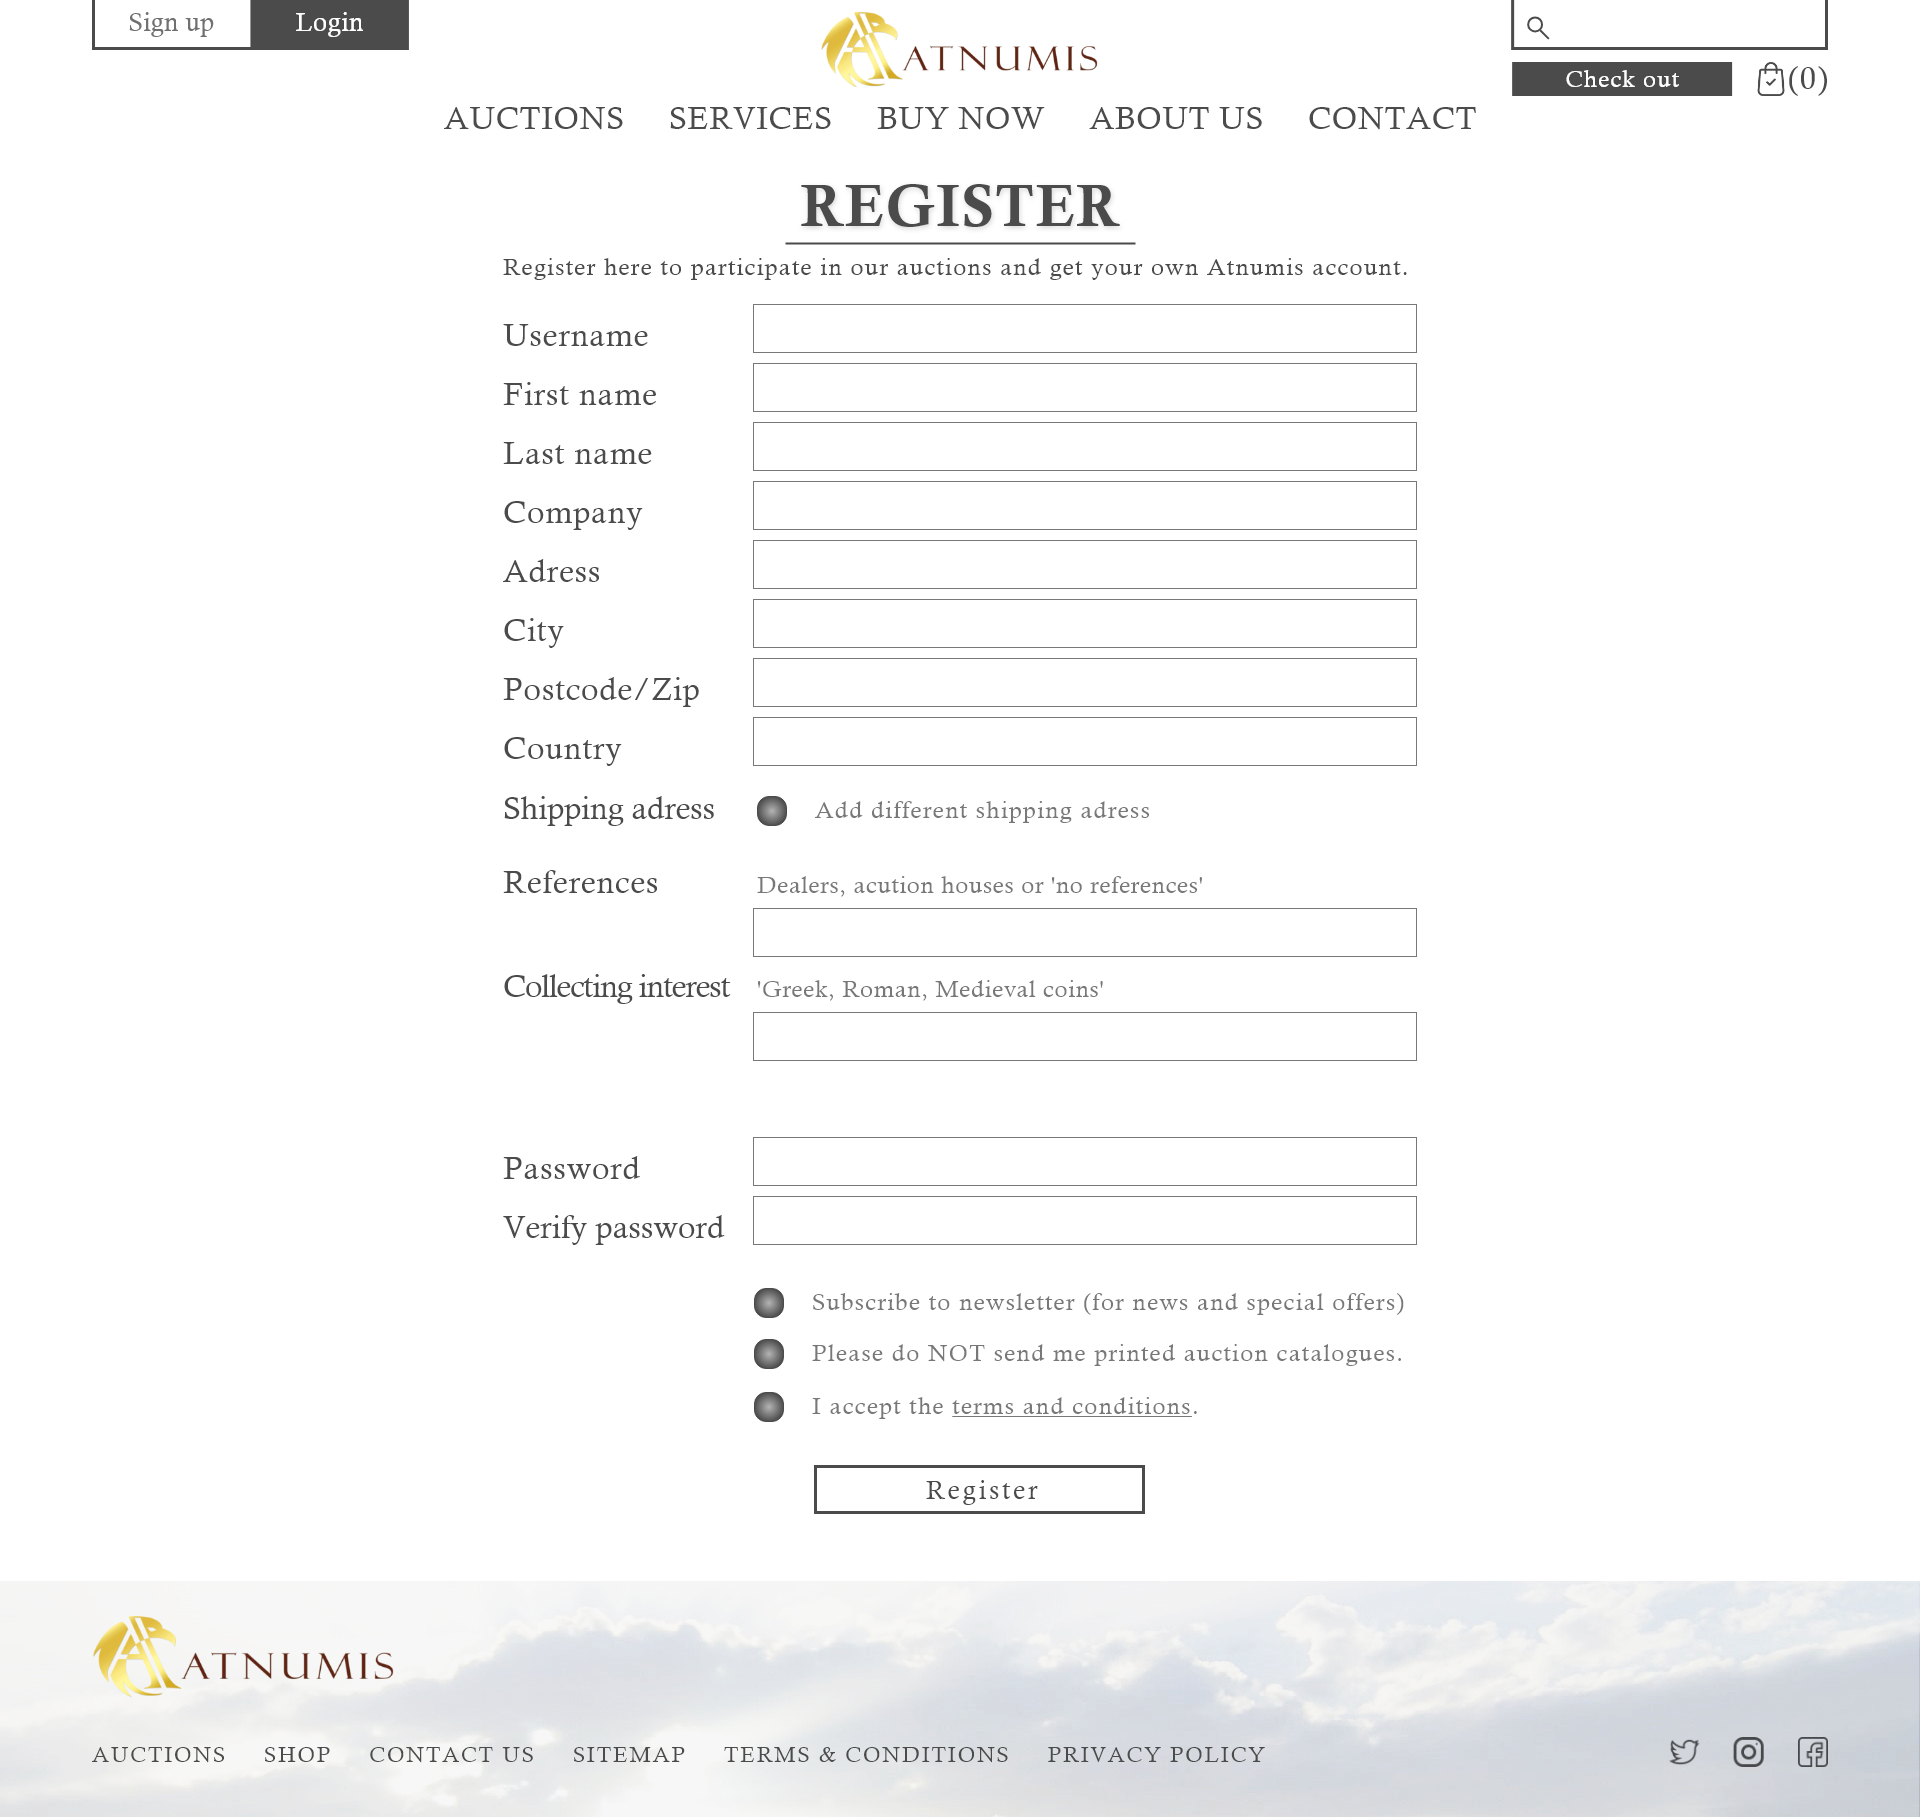 Sign up
Login
ATNUMIS
Check out
(0)
AUCTIONS SERVICES BUY NOW ABOUT US CONTACT
REGISTER
Register here to participate in our auctions and get your own Atnumis account.
Username
First name
Last name
Company
Adress
City
Postcode/Zip
Country
Shipping adress
Add different shipping adress
References
Dealers, acution houses or 'no references'
Collecting interest
'Greek, Roman, Medieval coins'
Password
Verify password
Subscribe to newsletter (for news and special offers)
Please do NOT send me printed auction catalogues.
I accept the terms and conditions.
Register
ATNUMIS
AUCTIONS SHOP CONTACT US SITEMAP TERMS & CONDITIONS PRIVACY POLICY